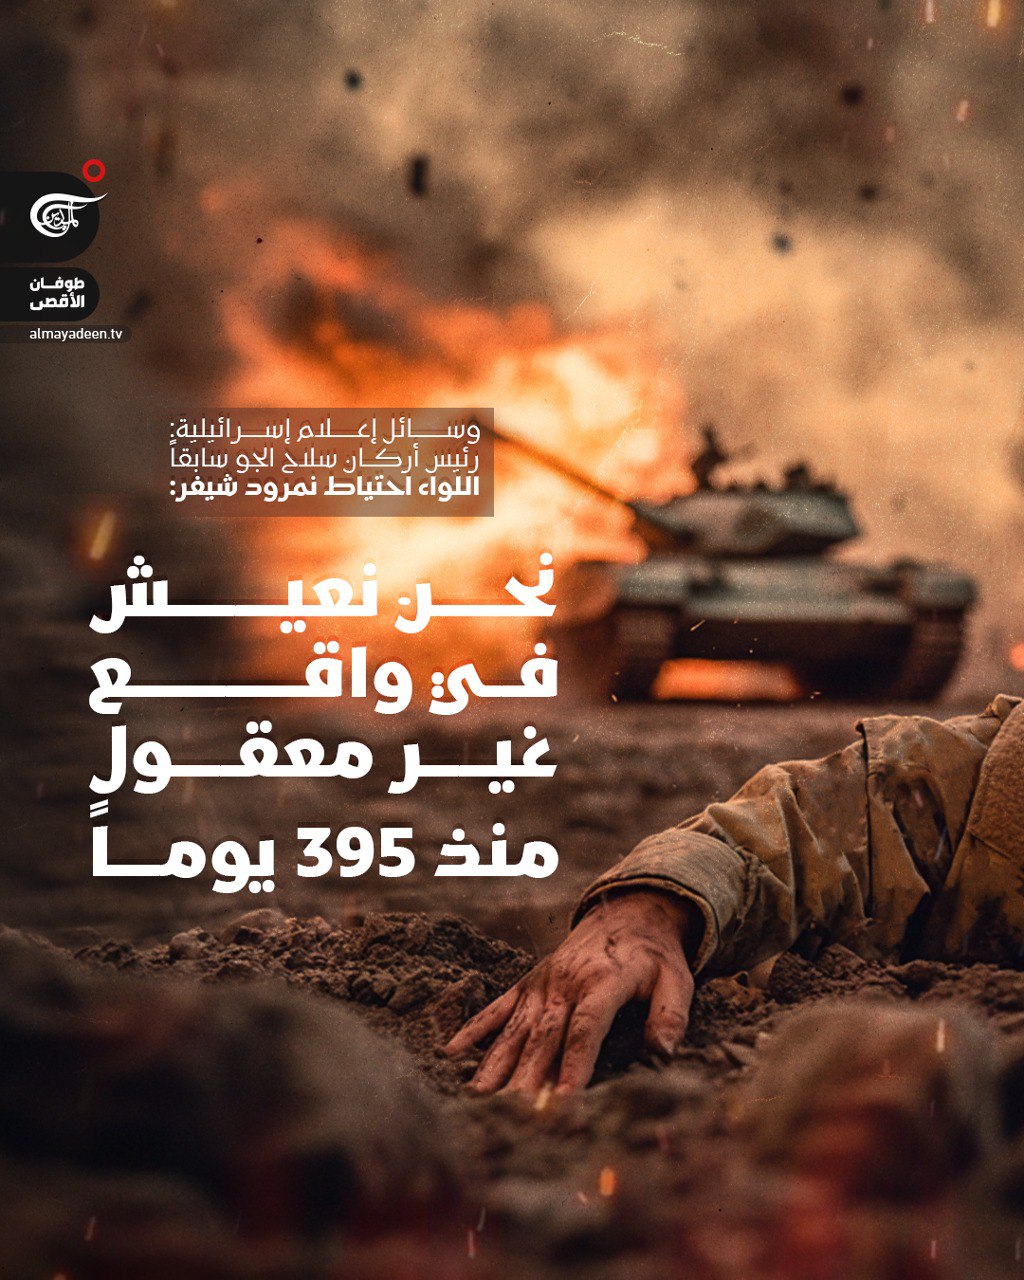 الميادين
طوفان
الأقصى
almayadeen.tv
وسائل إعلام إسرائيلية:
رئيس أركان سلاح الجو سابقاً
اللواء احتياط نمرود شيفر:
نحن نعيش
في واقع
غير معقول
منذ 395 يوماً